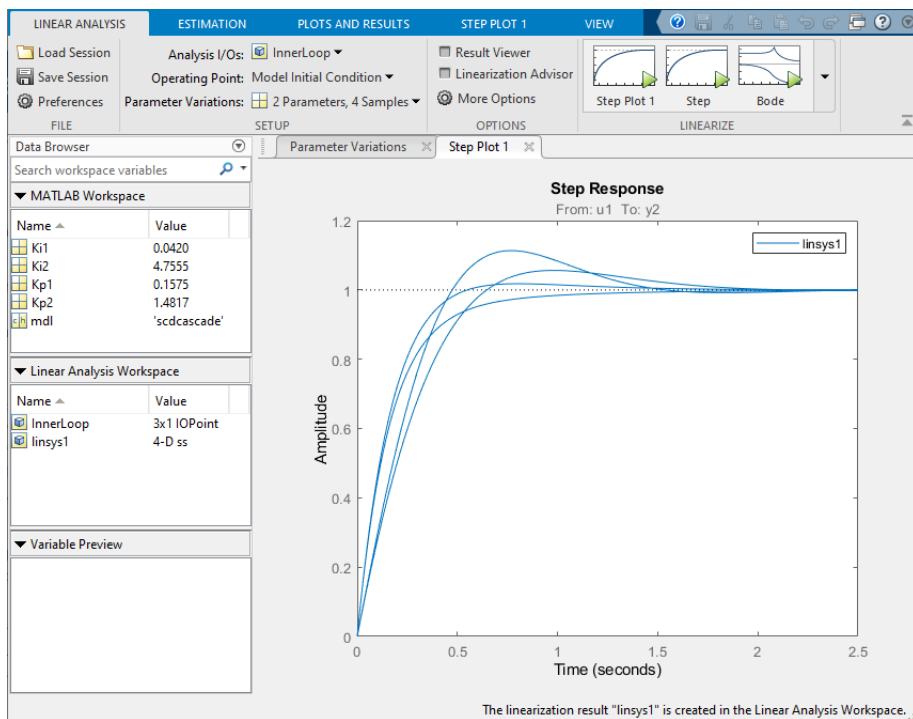 LINEAR ANALYSIS ESTIMATION PLOTS AND RESULTS STEP PLOT 1 VIEW
Load Session
Save Session
Preferences
FILE
Analysis I/Os: InnerLoop
Operating Point: Model Initial Condition
Parameter Variations: 2 Parameters, 4 Samples
SETUP
Result Viewer
Linearization Advisor
More Options
OPTIONS
Step Plot 1 Step Bode
LINEARIZE
Data Browser
Search workspace variables
MATLAB Workspace
Name Value
Ki1 0.0420
Ki2 4.7555
Kp1 0.1575
Kp2 1.4817
ch mdl 'scdcascade'
Linear Analysis Workspace
Name Value
InnerLoop 3x1 IOPoint
linsys1 4-D ss
Variable Preview
Parameter Variations Step Plot 1
Step Response
From: u1 To: y2
linsys1
Amplitude
1.2
1
0.8
0.6
0.4
0.2
0
0 0.5 1 1.5 2 2.5
Time (seconds)
The linearization result "linsys1" is created in the Linear Analysis Workspace.